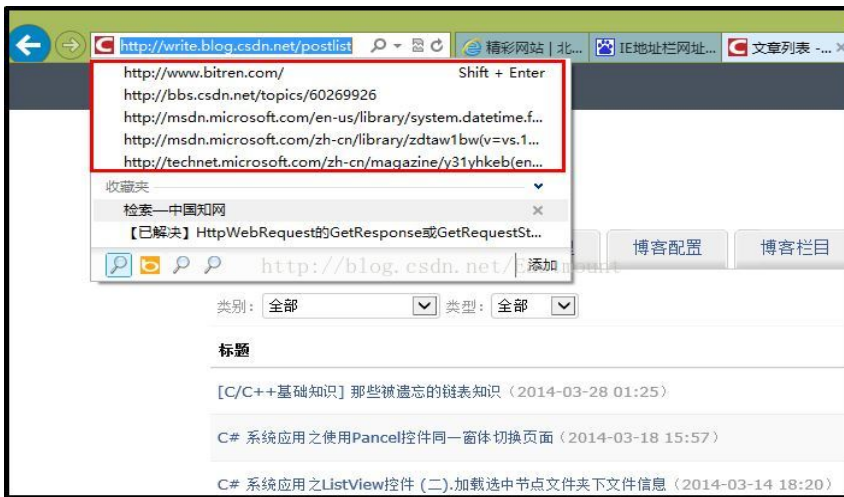 http://write.blog.csdn.net/postlist
精彩网站 | 北... IE地址栏网址... 文章列表 -...
http://www.bitren.com/ Shift + Enter
http://bbs.csdn.net/topics/60269926
http://msdn.microsoft.com/en-us/library/system.datetime.f...
http://msdn.microsoft.com/zh-cn/library/zdtaw1bw(v=vs.1...
http://technet.microsoft.com/zh-cn/magazine/y31yhkeb(en...
收藏夹
检索—中国知网
【已解决】HttpWebRequest的GetResponse或GetRequestSt...
博客配置 博客栏目
http://blog.csdn.net/ 添加
类别: 全部 类型: 全部
标题
[C/C++基础知识] 那些被遗忘的链表知识(2014-03-28 01:25)
C# 系统应用之使用Pancel控件同一窗体切换页面(2014-03-18 15:57)
C# 系统应用之ListView控件 (二).加载选中节点文件夹下文件信息(2014-03-14 18:20)